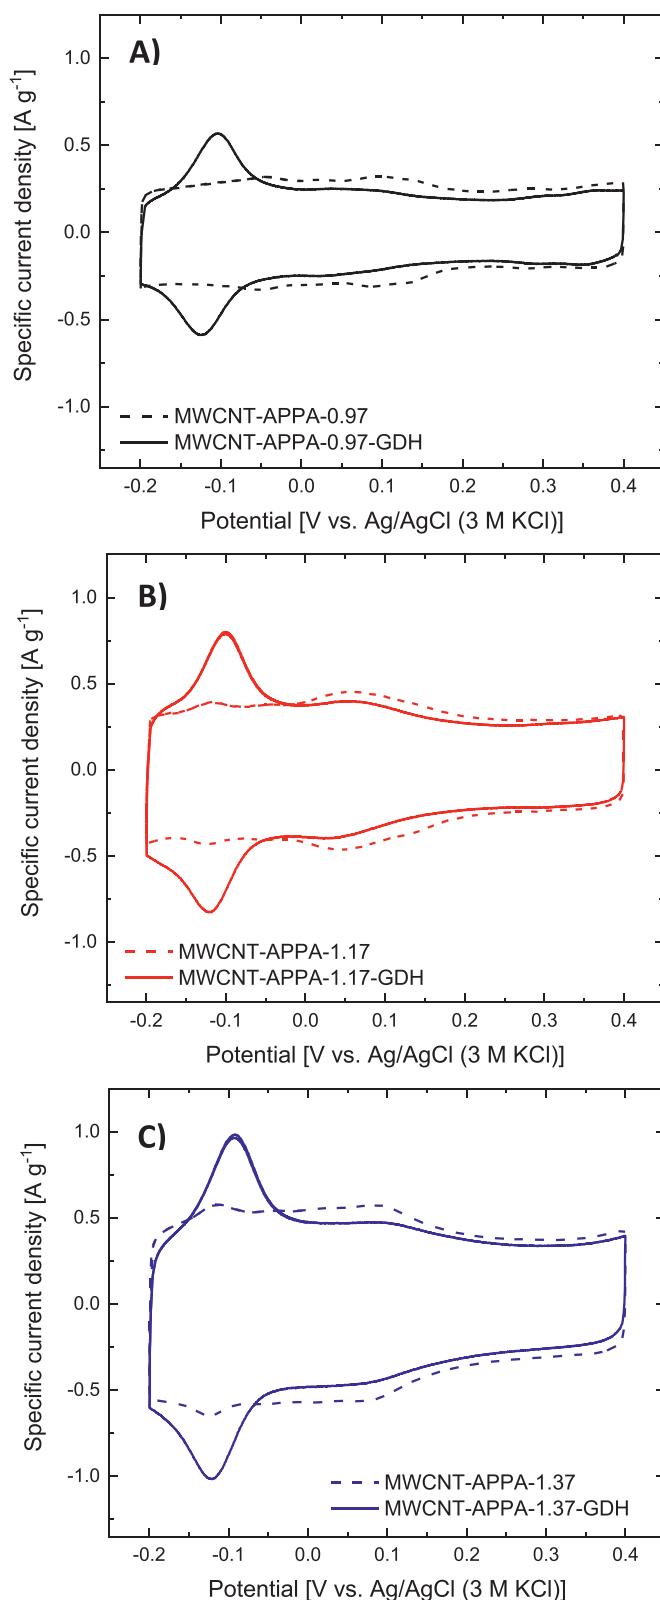 A)
Specific current density [A g⁻¹]
1.0
0.5
0.0
-0.5
-1.0
MWCNT-APPA-0.97
MWCNT-APPA-0.97-GDH
-0.2 -0.1 0.0 0.1 0.2 0.3 0.4
Potential [V vs. Ag/AgCl (3 M KCl)]
B)
Specific current density [A g⁻¹]
1.0
0.5
0.0
-0.5
-1.0
MWCNT-APPA-1.17
MWCNT-APPA-1.17-GDH
-0.2 -0.1 0.0 0.1 0.2 0.3 0.4
Potential [V vs. Ag/AgCl (3 M KCl)]
C)
Specific current density [A g⁻¹]
1.0
0.5
0.0
-0.5
-1.0
MWCNT-APPA-1.37
MWCNT-APPA-1.37-GDH
-0.2 -0.1 0.0 0.1 0.2 0.3 0.4
Potential [V vs. Ag/AgCl (3 M KCl)]